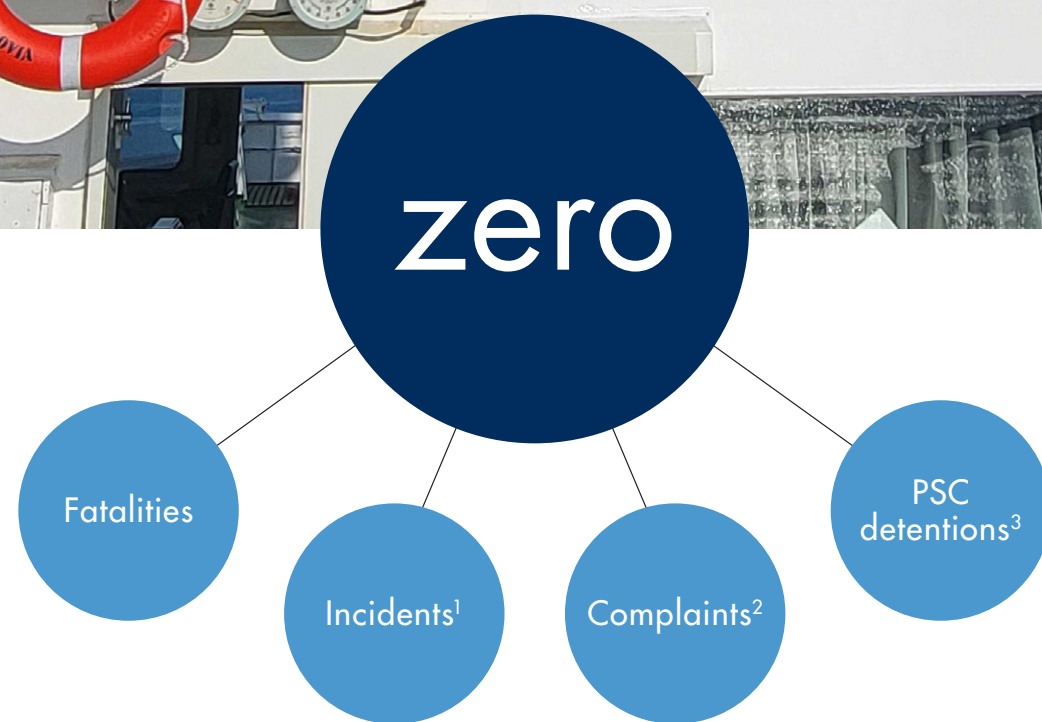 zero
Fatalities
PSC
detentions³
Incidents¹
Complaints²